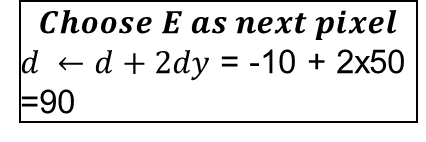 Choose E as next pixel
d ← d + 2dy = -10 + 2x50
=90